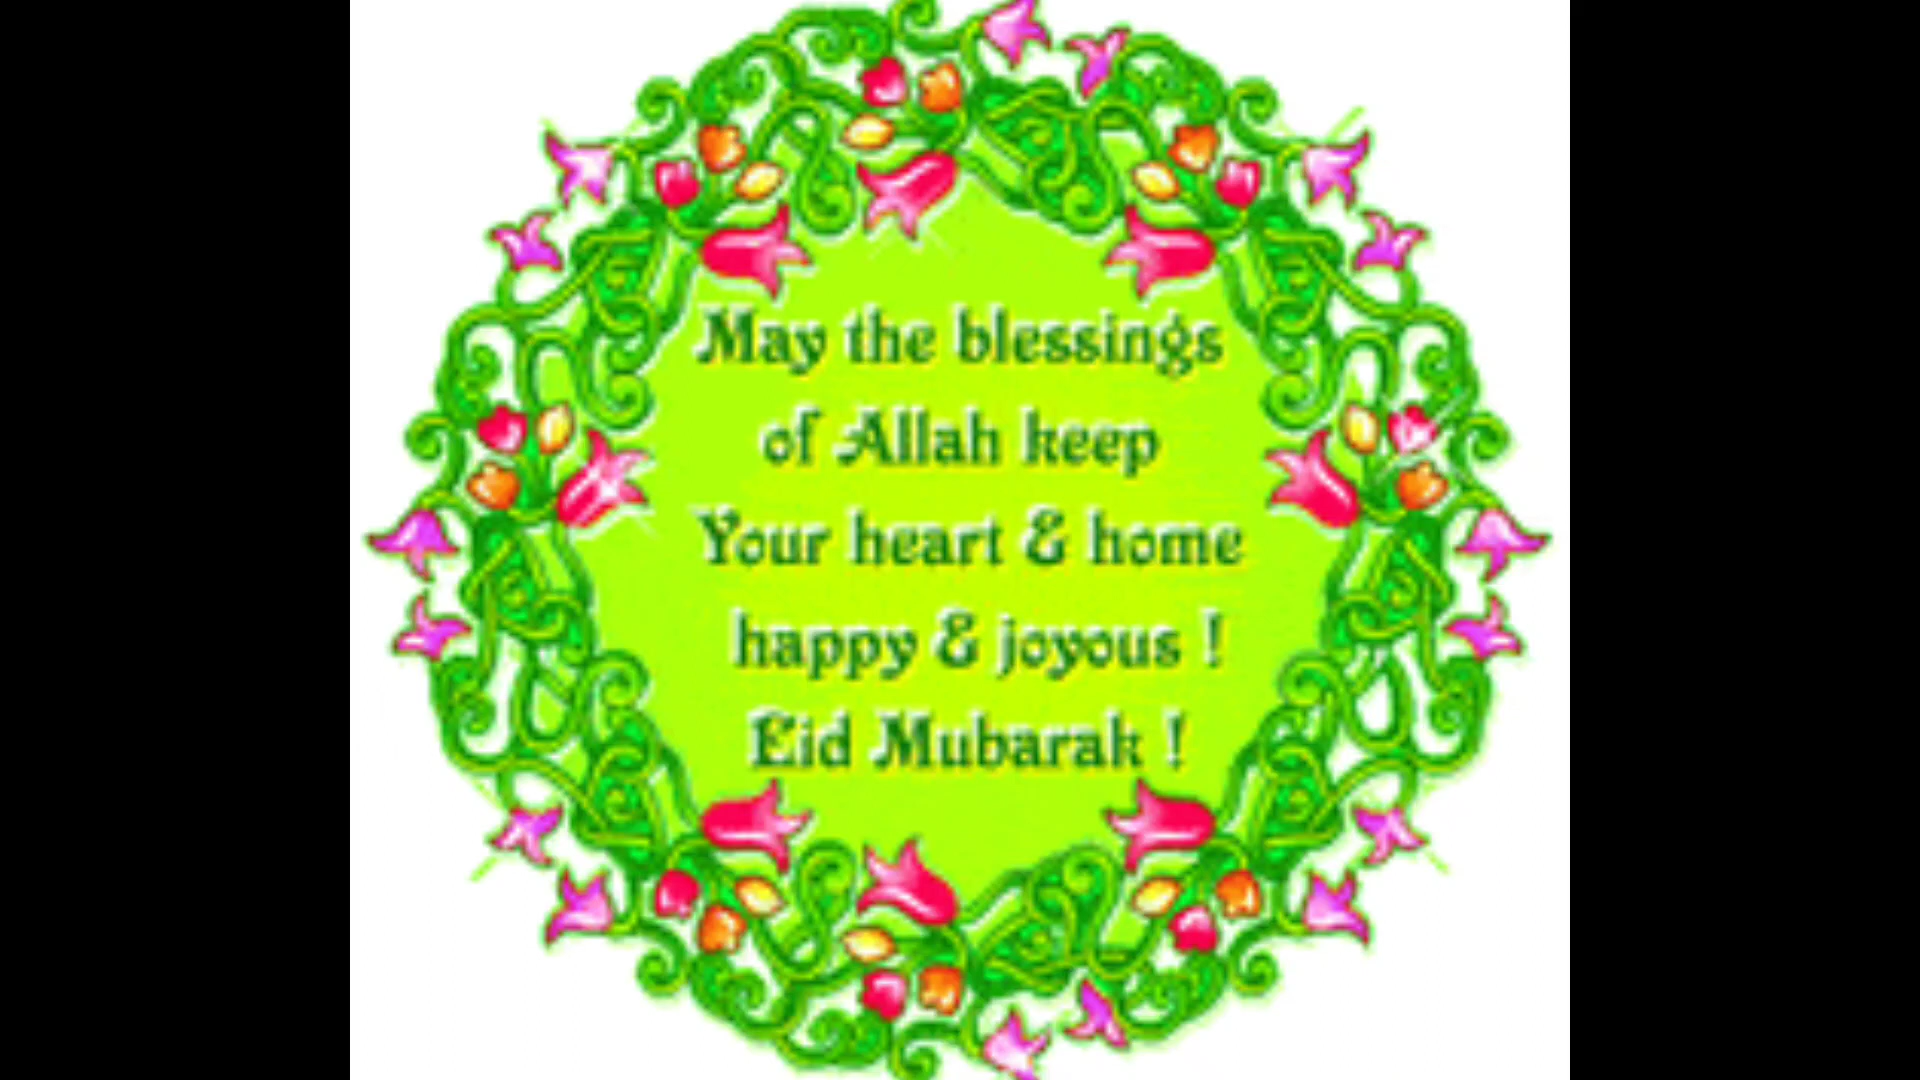 May the blessings
of Allah keep
Your heart & home
happy & joyous !
Eid Mubarak !